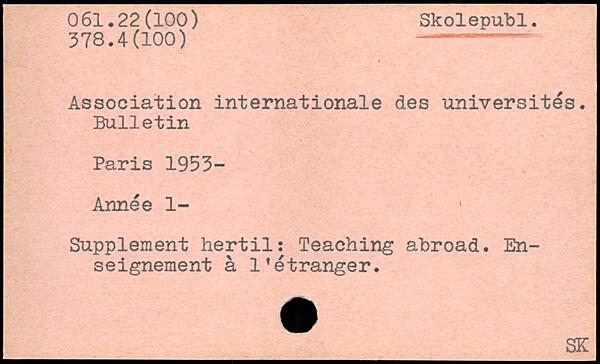 061.22(100) Skolepubl.
378.4(100)
Association internationale des universités.
Bulletin
Paris 1953-
Année 1-
Supplement hertil: Teaching abroad. En-
seignement à l'étranger.
SK